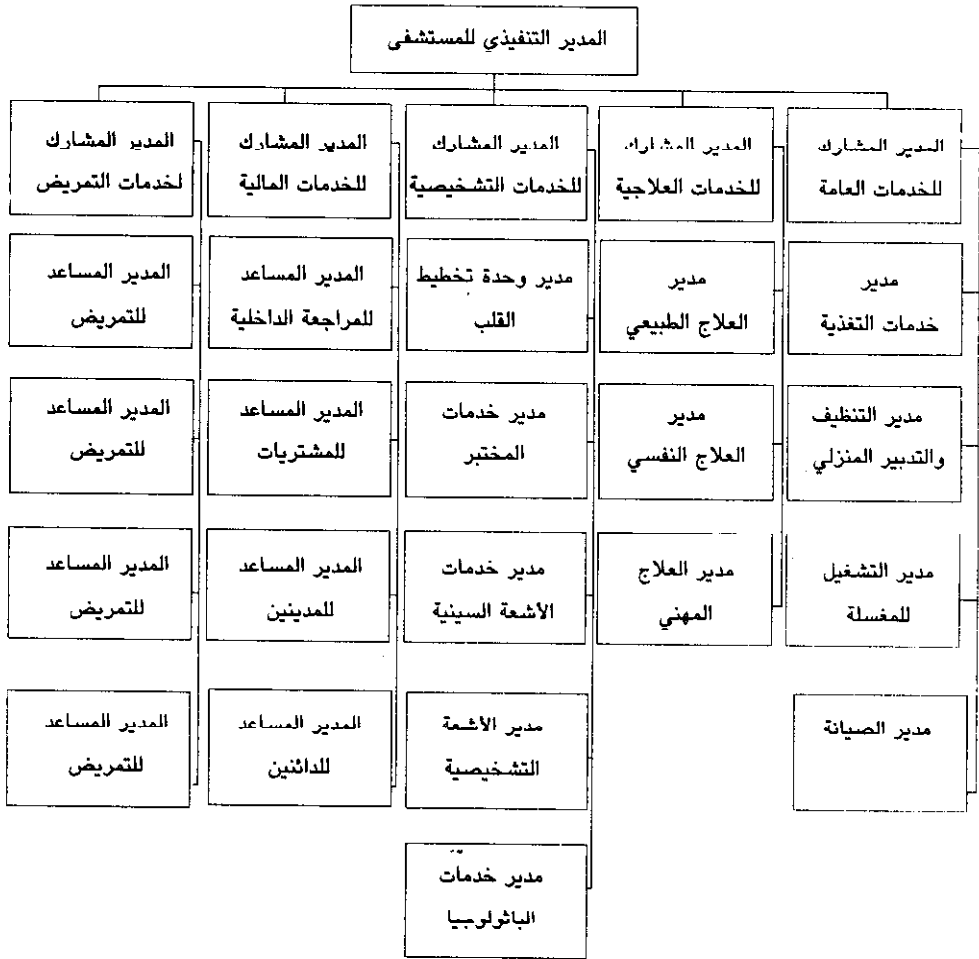 المدير التنفيذي للمستشفى
المدير المشارك
للخدمات العامة
مدير
خدمات التغذية
مدير التنظيف
والتدبير المنزلي
مدير التشغيل
للمغسلة
مدير الصيانة
المدير المشارك
للخدمات العلاجية
مدير
العلاج الطبيعي
مدير
العلاج النفسي
مدير العلاج
المهني
المدير المشارك
للخدمات التشخيصية
مدير وحدة تخطيط
القلب
مدير خدمات
المختبر
مدير خدمات
الأشعة السينية
مدير الأشعة
التشخيصية
مدير خدمات
الباثولوجيا
المدير المشارك
للخدمات المالية
المدير المساعد
للمراجعة الداخلية
المدير المساعد
للمشتريات
المدير المساعد
للمدينين
المدير المساعد
للدائنين
المدير المشارك
لخدمات التمريض
المدير المساعد
للتمريض
المدير المساعد
للتمريض
المدير المساعد
للتمريض
المدير المساعد
للتمريض